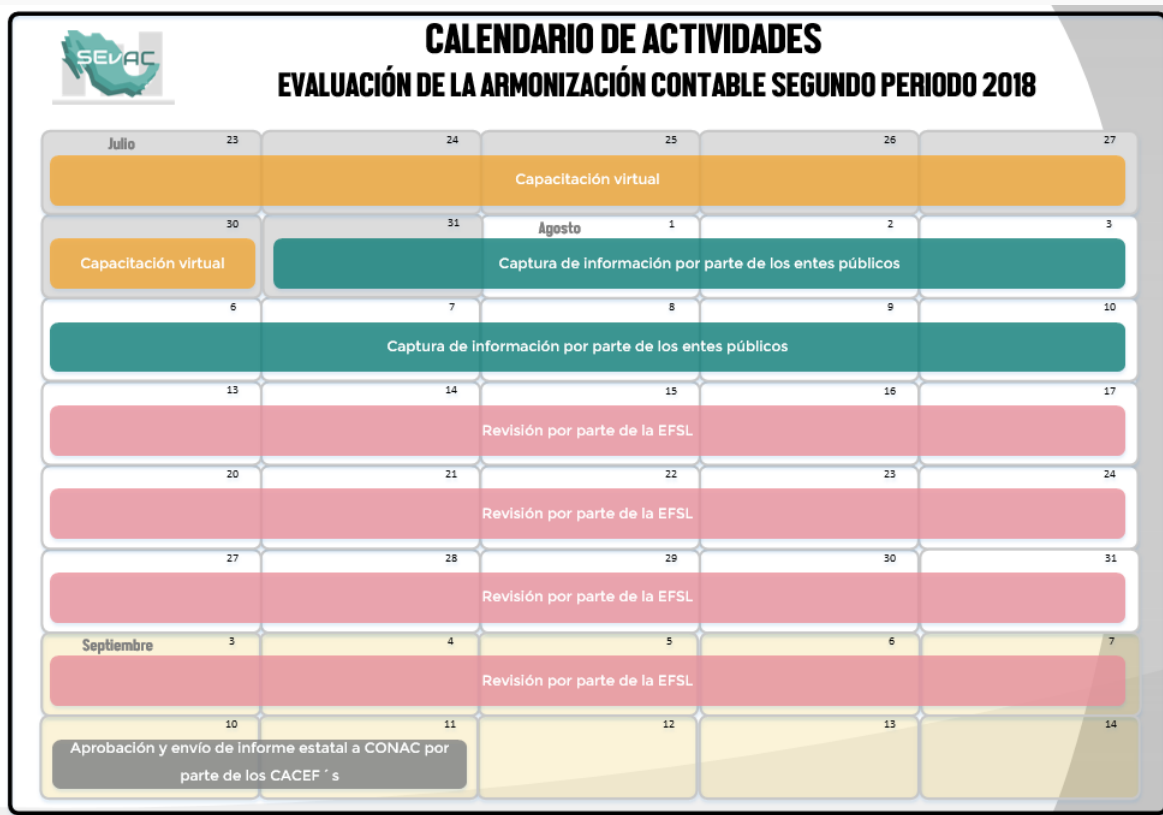 SEvAC
CALENDARIO DE ACTIVIDADES
EVALUACIÓN DE LA ARMONIZACIÓN CONTABLE SEGUNDO PERIODO 2018
Julio 23 24 25 26 27
Capacitación virtual
30 31 Agosto 1 2 3
Capacitación virtual Captura de información por parte de los entes públicos
6 7 8 9 10
Captura de información por parte de los entes públicos
13 14 15 16 17
Revisión por parte de la EFSL
20 21 22 23 24
Revisión por parte de la EFSL
27 28 29 30 31
Revisión por parte de la EFSL
Septiembre 3 4 5 6 7
Revisión por parte de la EFSL
10 11 12 13 14
Aprobación y envío de informe estatal a CONAC por
parte de los CACEF ´ s